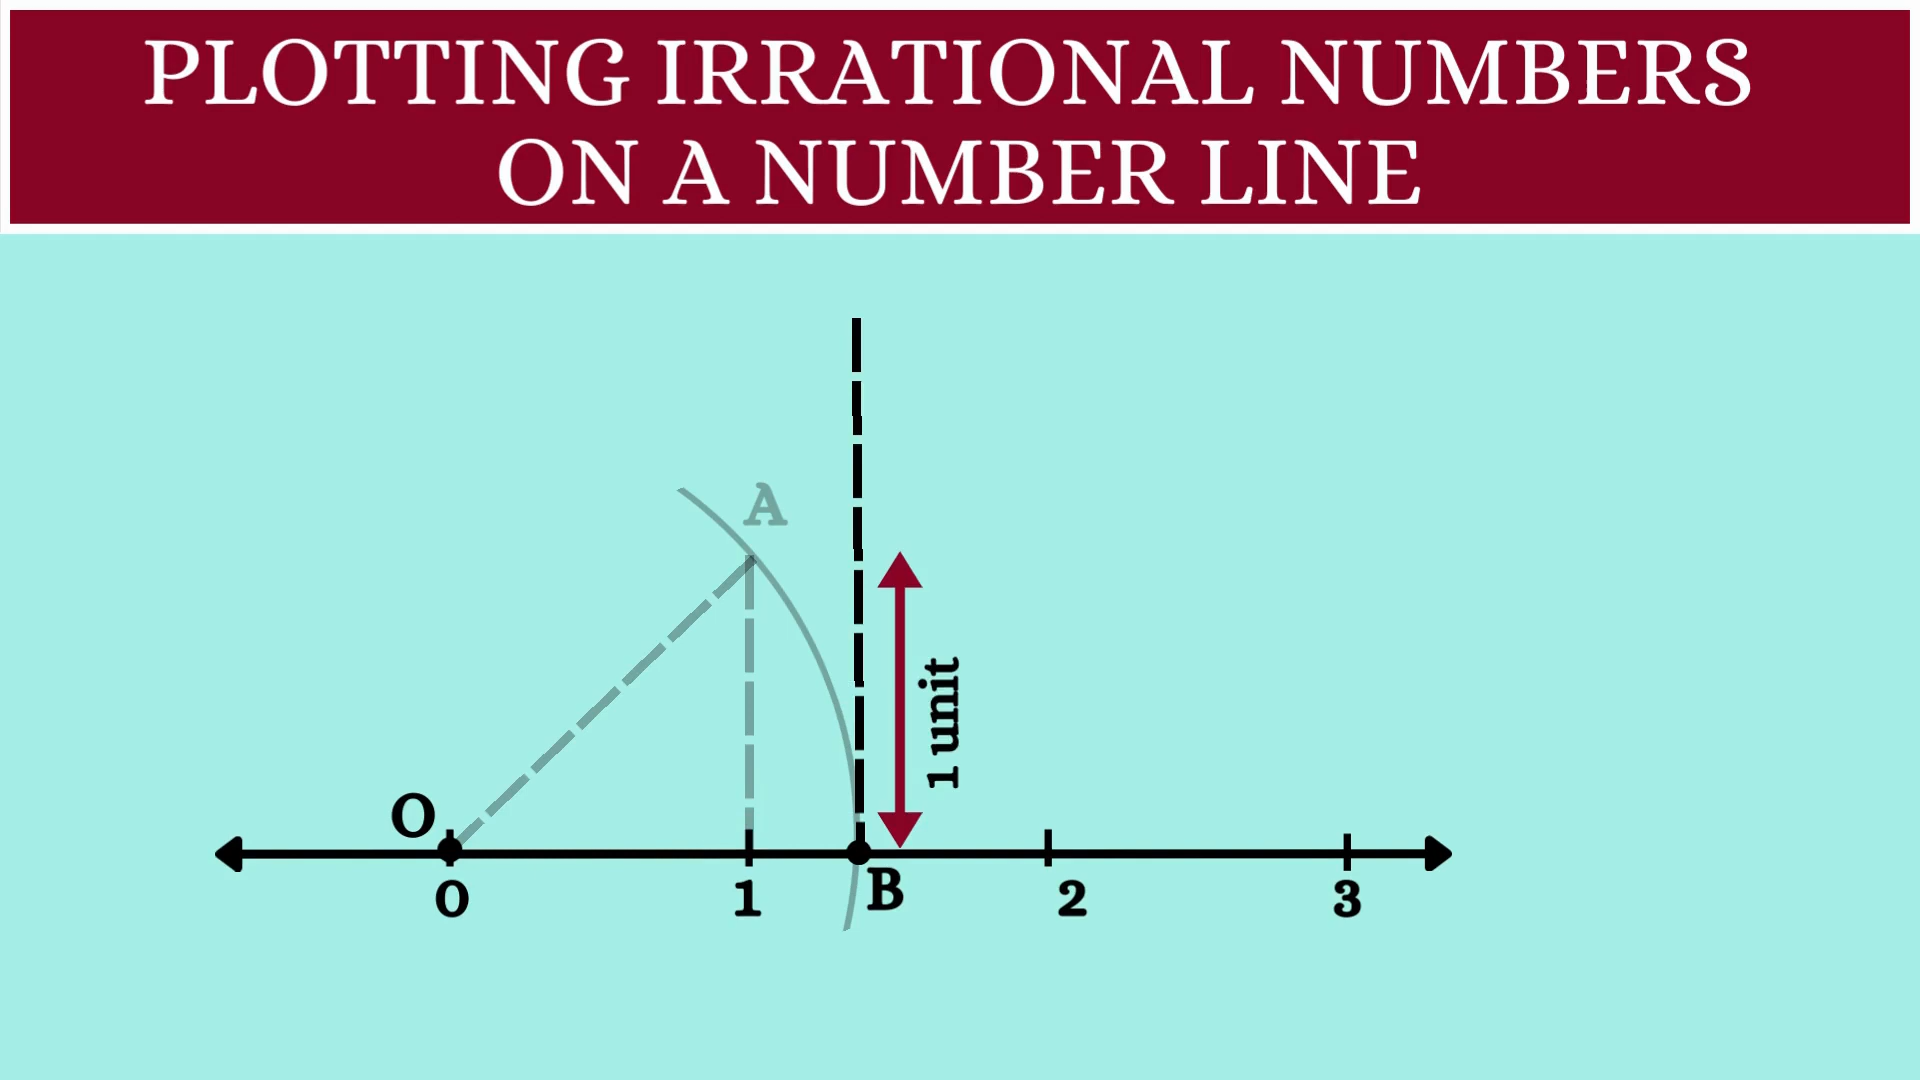 PLOTTING IRRATIONAL NUMBERS
ON A NUMBER LINE
A
1 unit
O
B
0 1 2 3